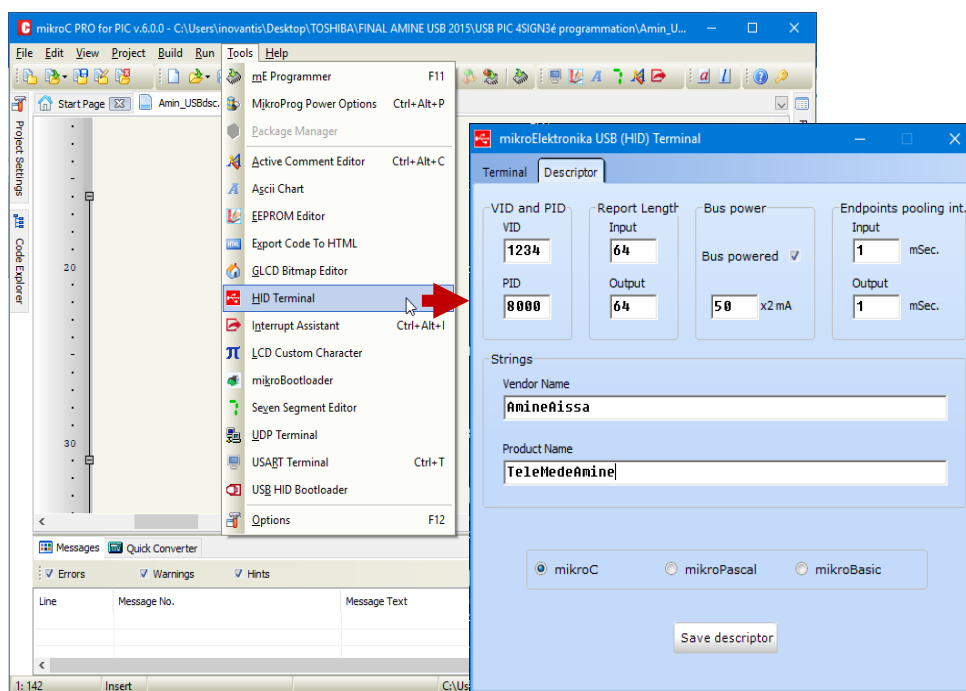 mikroC PRO for PIC v.6.0.0 - C:\Users\inovantis\Desktop\TOSHIBA\FINAL AMINE USB 2015\USB PIC 4SIGN3é programmation\Amin_U...
File Edit View Project Build Run Tools Help
Start Page Amin_USBdsc.
Project Settings
Code Explorer
20
30
mE Programmer F11
MikroProg Power Options Ctrl+Alt+P
Package Manager
Active Comment Editor Ctrl+Alt+C
Ascii Chart
EEPROM Editor
Export Code To HTML
GLCD Bitmap Editor
HID Terminal
Interrupt Assistant Ctrl+Alt+I
LCD Custom Character
mikroBootloader
Seven Segment Editor
UDP Terminal
USART Terminal Ctrl+T
USB HID Bootloader
Options F12
Messages Quick Converter
Errors Warnings Hints
Line Message No. Message Text
1: 142 Insert C:\Us
mikroElektronika USB (HID) Terminal
Terminal Descriptor
VID and PID Report Length Bus power Endpoints pooling int.
VID Input Input
1234 64 Bus powered 1 mSec.
PID Output Output
8000 64 50 x2 mA 1 mSec.
Strings
Vendor Name
AmineAissa
Product Name
TeleMedeAmine
mikroC mikroPascal mikroBasic
Save descriptor